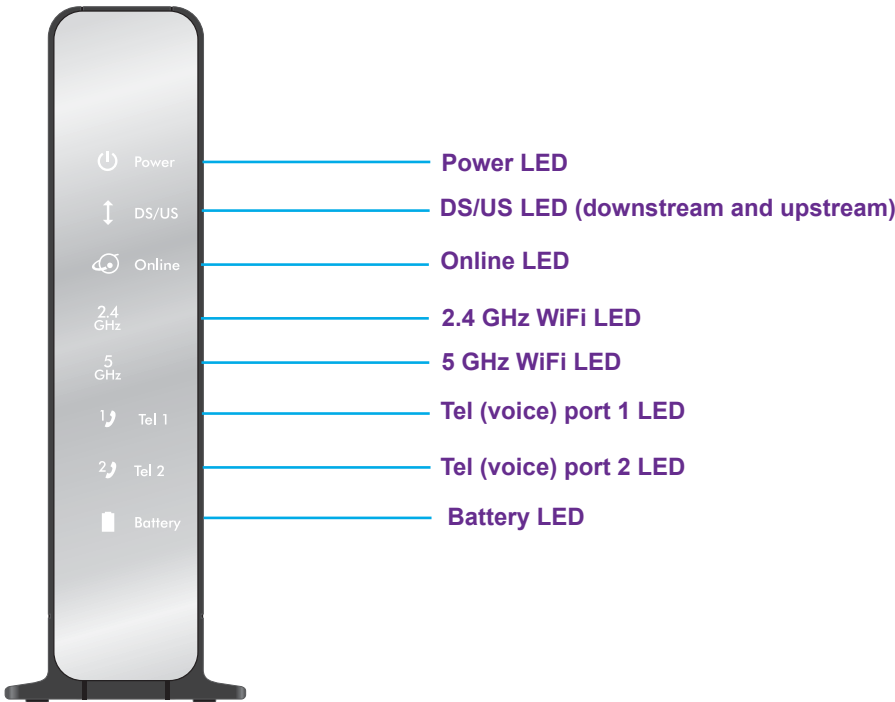 Power Power LED
DS/US DS/US LED (downstream and upstream)
Online Online LED
2.4
GHz 2.4 GHz WiFi LED
5
GHz 5 GHz WiFi LED
1 Tel 1 Tel (voice) port 1 LED
2 Tel 2 Tel (voice) port 2 LED
Battery Battery LED